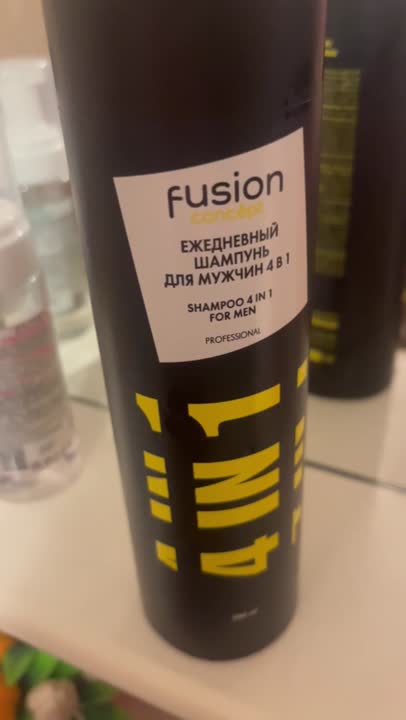 fusion
concept
ЕЖЕДНЕВНЫЙ
ШАМПУНЬ
ДЛЯ МУЖЧИН 4 В 1
SHAMPOO 4 IN 1
FOR MEN
PROFESSIONAL
4 IN 1